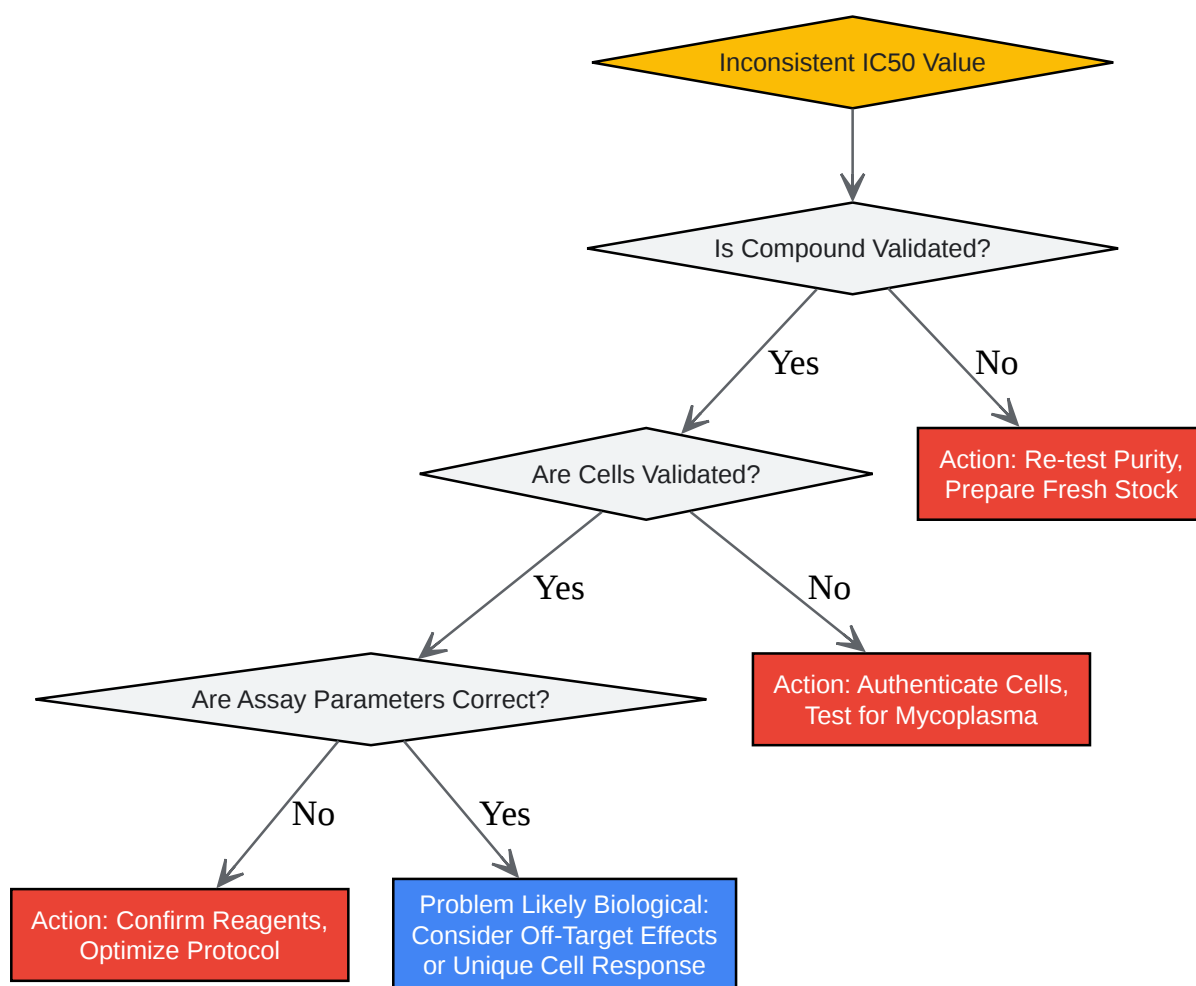 Inconsistent IC50 Value
Is Compound Validated?
Yes
No
Are Cells Validated?
Action: Re-test Purity,
Prepare Fresh Stock
Yes
No
Are Assay Parameters Correct?
Action: Authenticate Cells,
Test for Mycoplasma
No
Yes
Action: Confirm Reagents,
Optimize Protocol
Problem Likely Biological:
Consider Off-Target Effects
or Unique Cell Response